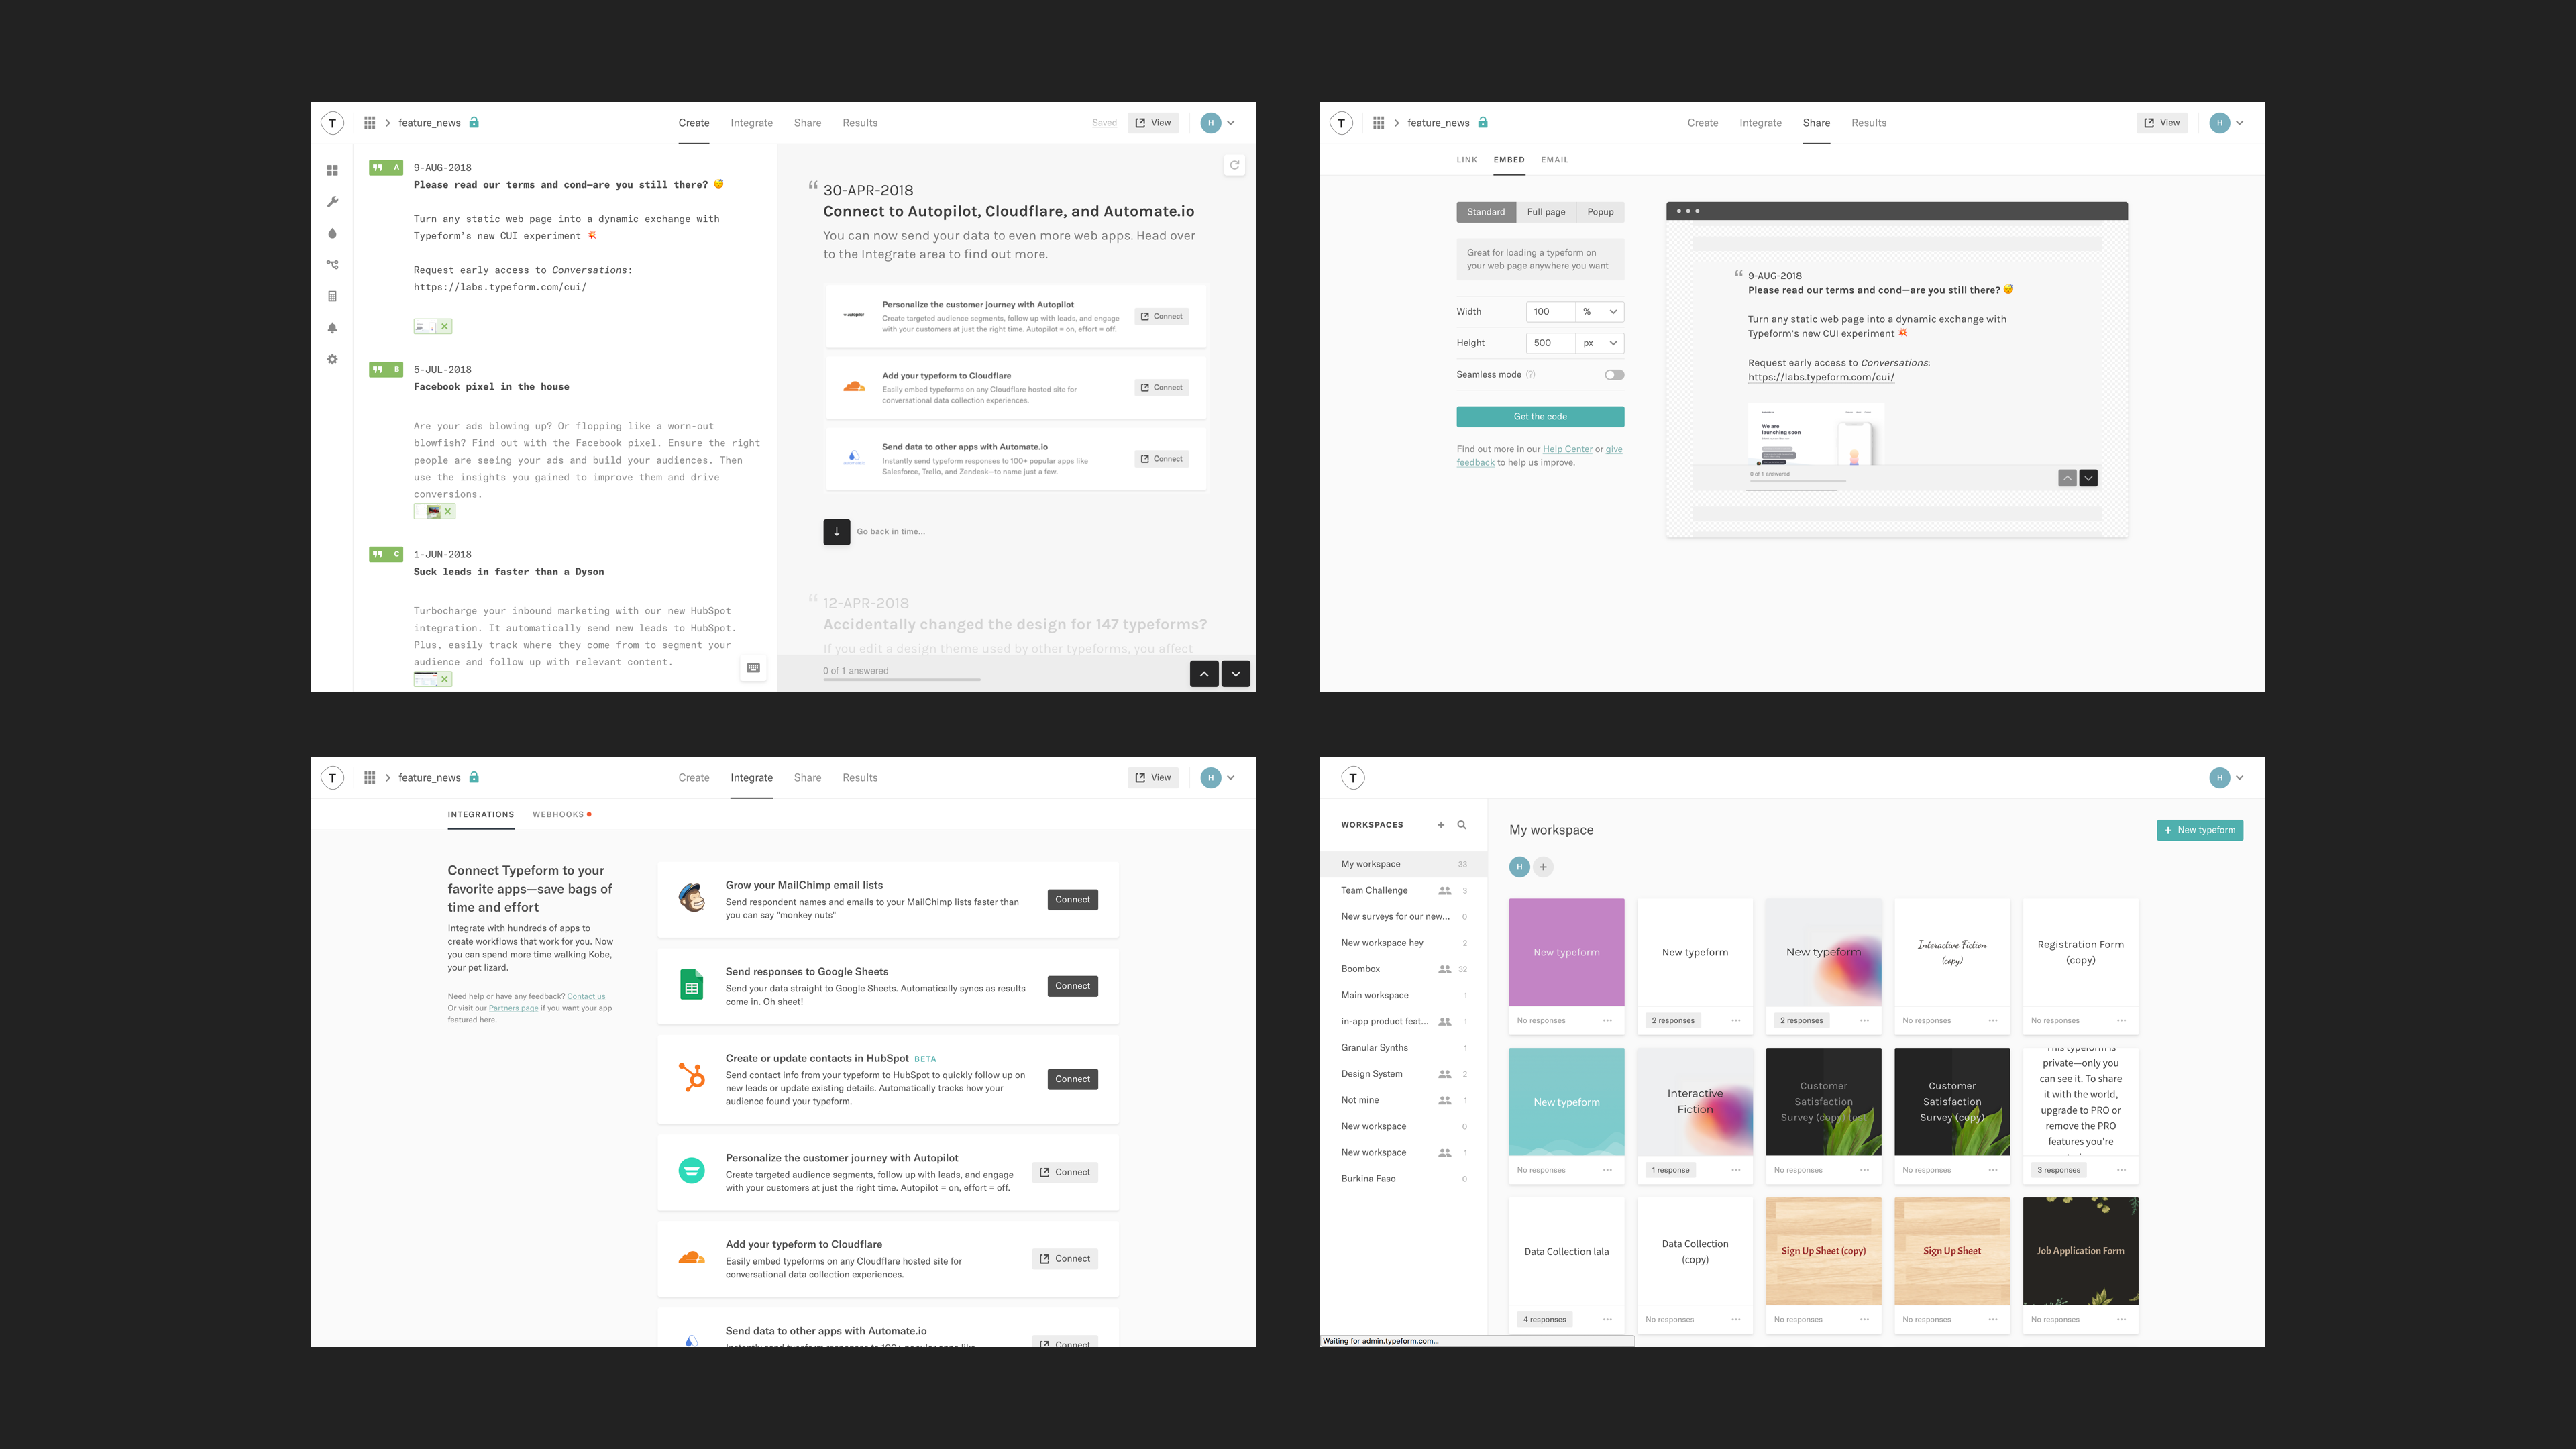 T
feature_news
Create
Integrate
Share
Results
Saved
View
H
A
9-AUG-2018
Please read our terms and cond—are you still there? 😴
Turn any static web page into a dynamic exchange with
Typeform's new CUI experiment 💥
Request early access to Conversations:
https://labs.typeform.com/cui/
B
5-JUL-2018
Facebook pixel in the house
Are your ads blowing up? Or flopping like a worn-out
blowfish? Find out with the Facebook pixel. Ensure the right
people are seeing your ads and build your audiences. Then
use the insights you gained to improve them and drive
conversions.
C
1-JUN-2018
Suck leads in faster than a Dyson
Turbocharge your inbound marketing with our new HubSpot
integration. It automatically send new leads to HubSpot.
Plus, easily track where they come from to segment your
audience and follow up with relevant content.
30-APR-2018
Connect to Autopilot, Cloudflare, and Automate.io
You can now send your data to even more web apps. Head over
to the Integrate area to find out more.
autopilot
Personalize the customer journey with Autopilot
Create targeted audience segments, follow up with leads, and engage
with your customers at just the right time. Autopilot = on, effort = off.
Connect
Add your typeform to Cloudflare
Easily embed typeforms on any Cloudflare hosted site for
conversational data collection experiences.
Connect
Send data to other apps with Automate.io
Instantly send typeform responses to 100+ popular apps like
Salesforce, Trello, and Zendesk—to name just a few.
Connect
Go back in time...
12-APR-2018
Accidentally changed the design for 147 typeforms?
If you edit a design theme used by other typeforms, you affect
0 of 1 answered
T
feature_news
Create
Integrate
Share
Results
View
H
LINK
EMBED
EMAIL
Standard
Full page
Popup
Great for loading a typeform on
your web page anywhere you want
Width
100
%
Height
500
px
Seamless mode (?)
Get the code
Find out more in our Help Center or give
feedback to help us improve.
9-AUG-2018
Please read our terms and cond—are you still there? 😴
Turn any static web page into a dynamic exchange with
Typeform's new CUI experiment 💥
Request early access to Conversations:
https://labs.typeform.com/cui/
We are
launching soon
0 of 1 answered
T
feature_news
Create
Integrate
Share
Results
View
H
INTEGRATIONS
WEBHOOKS
Connect Typeform to your
favorite apps—save bags of
time and effort
Integrate with hundreds of apps to
create workflows that work for you. Now
you can spend more time walking Kobe,
your pet lizard.
Need help or have any feedback? Contact us
Or visit our Partners page if you want your app
featured here.
Grow your MailChimp email lists
Send respondent names and emails to your MailChimp lists faster than
you can say "monkey nuts"
Connect
Send responses to Google Sheets
Send your data straight to Google Sheets. Automatically syncs as results
come in. Oh sheet!
Connect
Create or update contacts in HubSpot BETA
Send contact info from your typeform to HubSpot to quickly follow up on
new leads or update existing details. Automatically tracks how your
audience found your typeform.
Connect
Personalize the customer journey with Autopilot
Create targeted audience segments, follow up with leads, and engage
with your customers at just the right time. Autopilot = on, effort = off.
Connect
Add your typeform to Cloudflare
Easily embed typeforms on any Cloudflare hosted site for
conversational data collection experiences.
Connect
Send data to other apps with Automate.io
Instantly send typeform responses to 100+ popular apps like
Connect
T
H
WORKSPACES
My workspace 33
Team Challenge 3
New surveys for our new... 0
New workspace hey 2
Boombox 32
Main workspace 1
in-app product feat... 1
Granular Synths 1
Design System 2
Not mine 1
New workspace 0
New workspace 1
Burkina Faso 0
My workspace
+ New typeform
H
+
New typeform
No responses
New typeform
2 responses
New typeform
2 responses
Interactive Fiction
(copy)
No responses
Registration Form
(copy)
No responses
New typeform
No responses
Interactive
Fiction
1 response
Customer
Satisfaction
Survey (copy)
No responses
Customer
Satisfaction
Survey (copy)
No responses
This typeform is
private—only you
can see it. To share
it with the world,
upgrade to PRO or
remove the PRO
features you're
3 responses
Data Collection lala
4 responses
Data Collection
(copy)
No responses
Sign Up Sheet (copy)
No responses
Sign Up Sheet
No responses
Job Application Form
No responses
Waiting for admin.typeform.com...